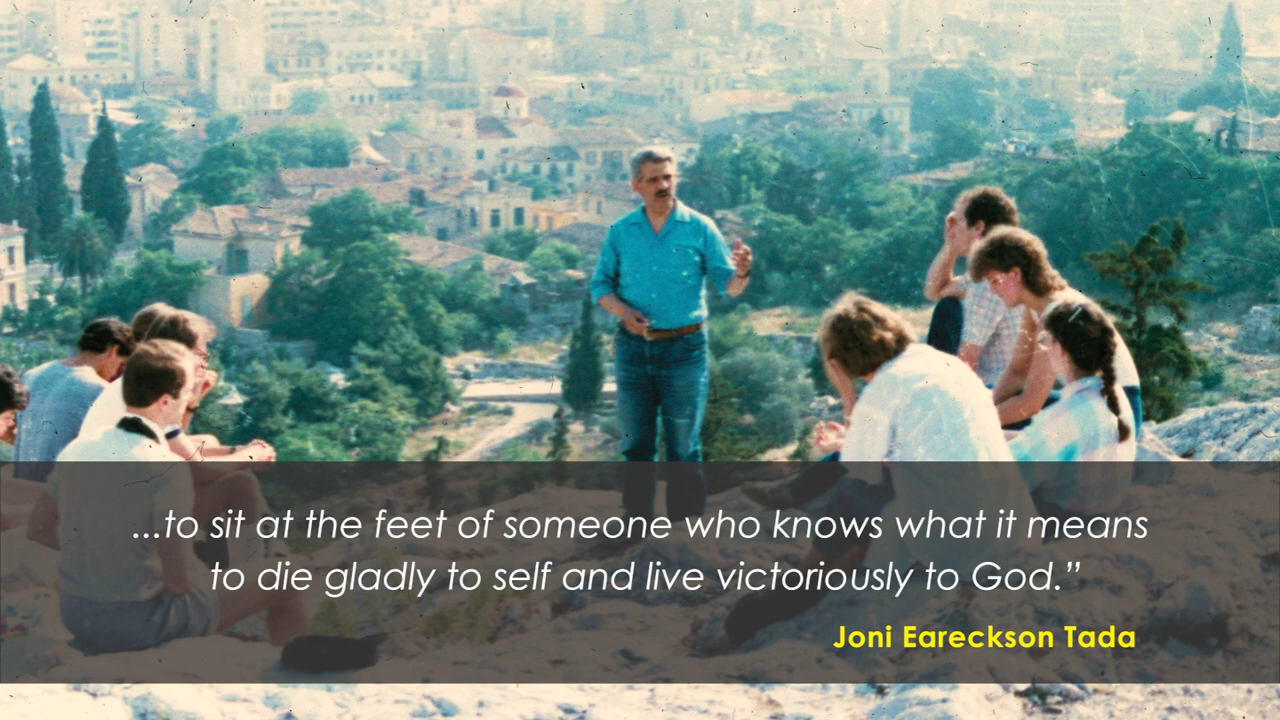 ...to sit at the feet of someone who knows what it means
to die gladly to self and live victoriously to God.”
Joni Eareckson Tada